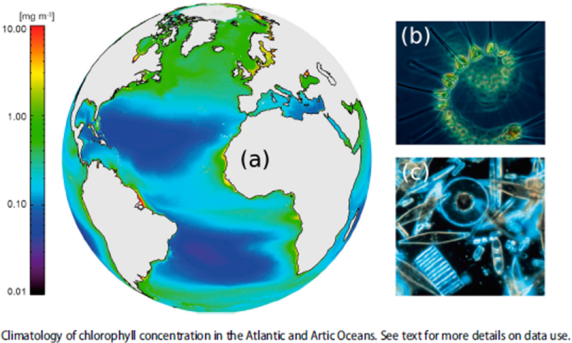 [mg m⁻³]
10.00
1.00
0.10
0.01
(a)
(b)
(c)
Climatology of chlorophyll concentration in the Atlantic and Artic Oceans. See text for more details on data use.